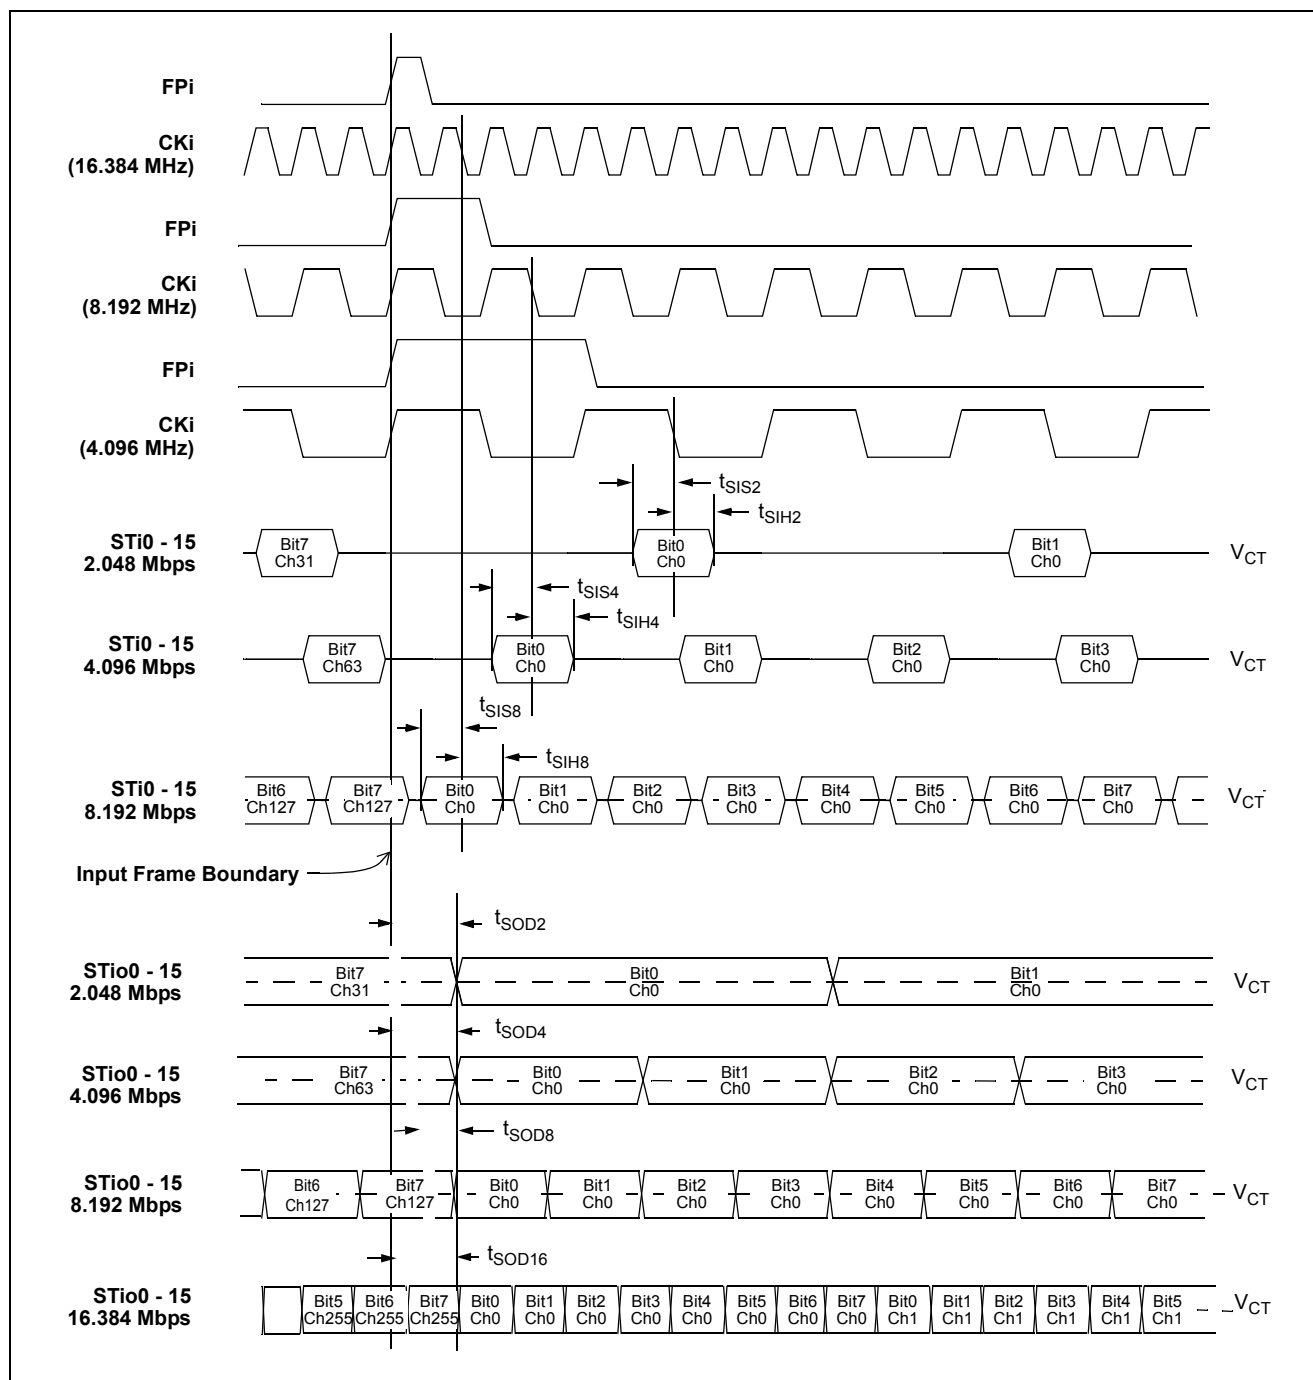 FPi
CKi
(16.384 MHz)
FPi
CKi
(8.192 MHz)
FPi
CKi
(4.096 MHz)
tSIS2
tSIH2
STi0 - 15
2.048 Mbps
Bit7
Ch31
Bit0
Ch0
Bit1
Ch0
VCT
tSIS4
tSIH4
STi0 - 15
4.096 Mbps
Bit7
Ch63
Bit0
Ch0
Bit1
Ch0
Bit2
Ch0
Bit3
Ch0
VCT
tSIS8
tSIH8
STi0 - 15
8.192 Mbps
Bit6
Ch127
Bit7
Ch127
Bit0
Ch0
Bit1
Ch0
Bit2
Ch0
Bit3
Ch0
Bit4
Ch0
Bit5
Ch0
Bit6
Ch0
Bit7
Ch0
VCT
Input Frame Boundary
tSOD2
STio0 - 15
2.048 Mbps
Bit7
Ch31
Bit0
Ch0
Bit1
Ch0
VCT
tSOD4
STio0 - 15
4.096 Mbps
Bit7
Ch63
Bit0
Ch0
Bit1
Ch0
Bit2
Ch0
Bit3
Ch0
VCT
tSOD8
STio0 - 15
8.192 Mbps
Bit6
Ch127
Bit7
Ch127
Bit0
Ch0
Bit1
Ch0
Bit2
Ch0
Bit3
Ch0
Bit4
Ch0
Bit5
Ch0
Bit6
Ch0
Bit7
Ch0
VCT
tSOD16
STio0 - 15
16.384 Mbps
Bit5
Ch255
Bit6
Ch255
Bit7
Ch255
Bit0
Ch0
Bit1
Ch0
Bit2
Ch0
Bit3
Ch0
Bit4
Ch0
Bit5
Ch0
Bit6
Ch0
Bit7
Ch0
Bit0
Ch1
Bit1
Ch1
Bit2
Ch1
Bit3
Ch1
Bit4
Ch1
Bit5
Ch1
VCT